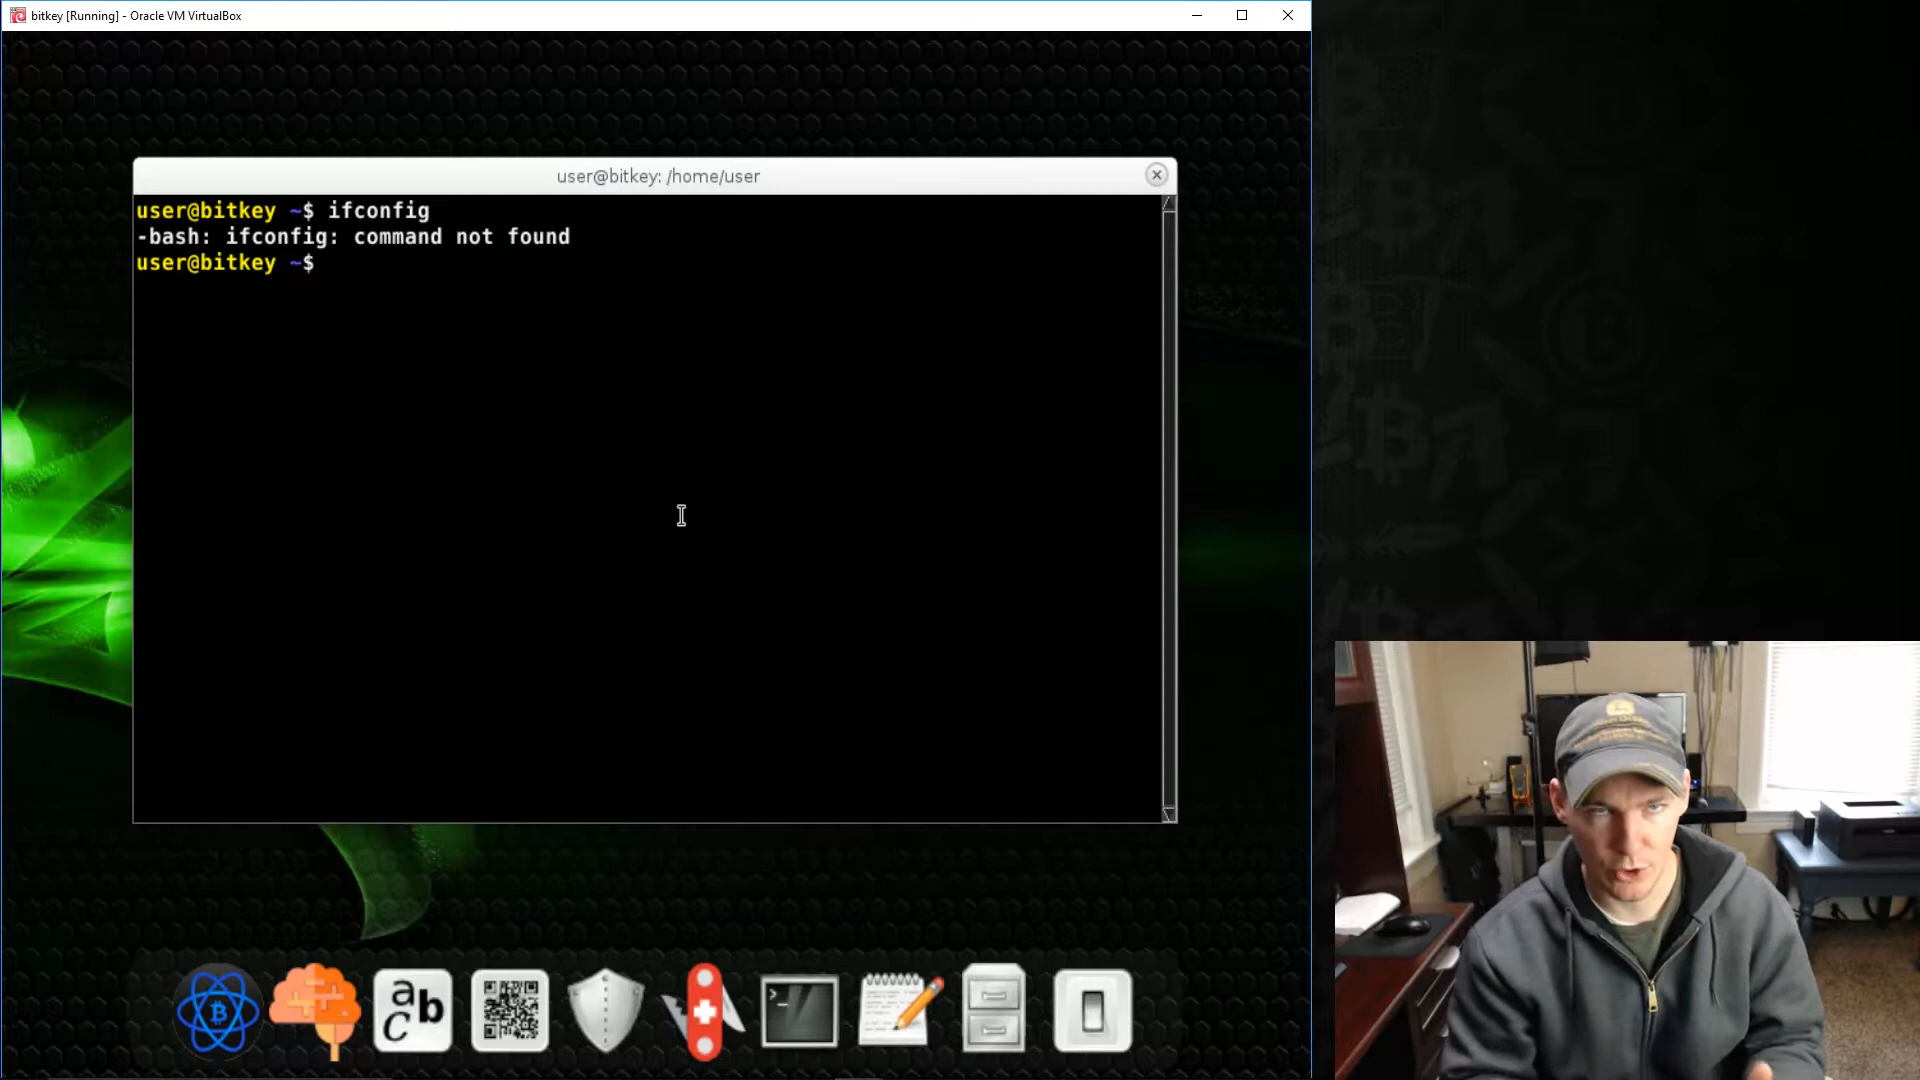 bitkey [Running] - Oracle VM VirtualBox
user@bitkey: /home/user
user@bitkey ~$ ifconfig
-bash: ifconfig: command not found
user@bitkey ~$
a b c
>_